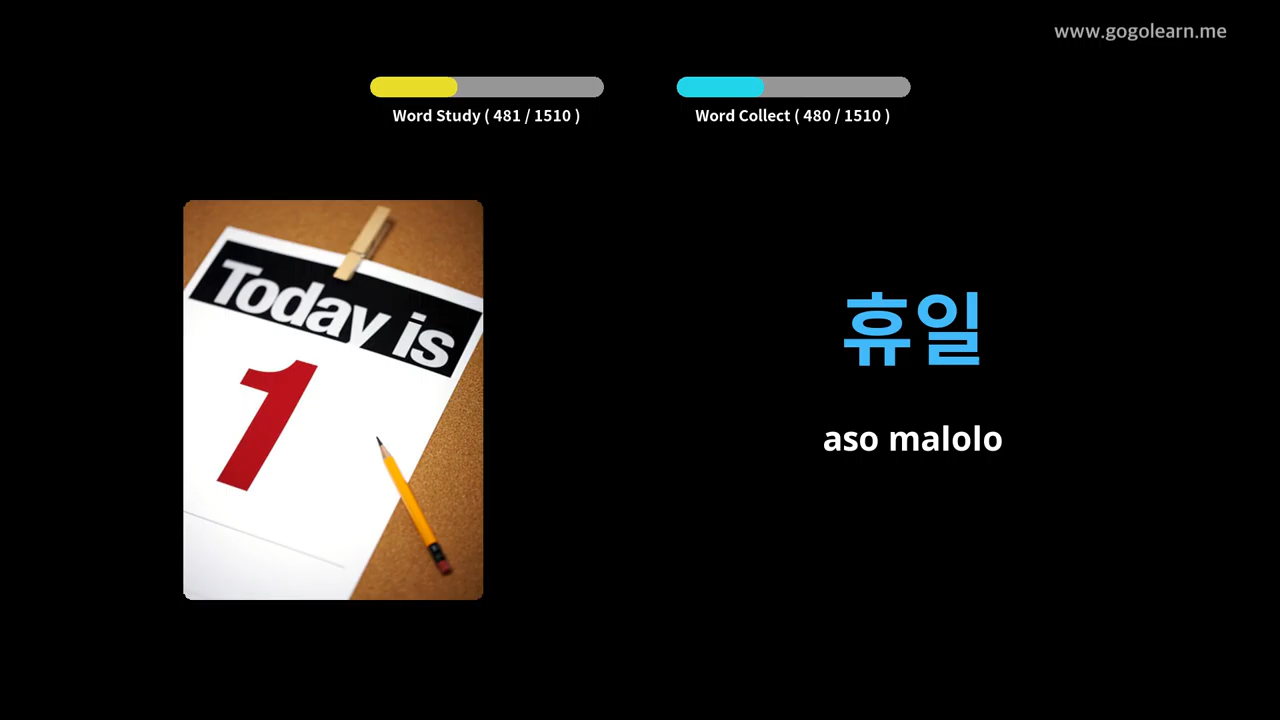 www.gogolearn.me
Word Study ( 481 / 1510 )
Word Collect ( 480 / 1510 )
Today is
1
휴일
aso malolo